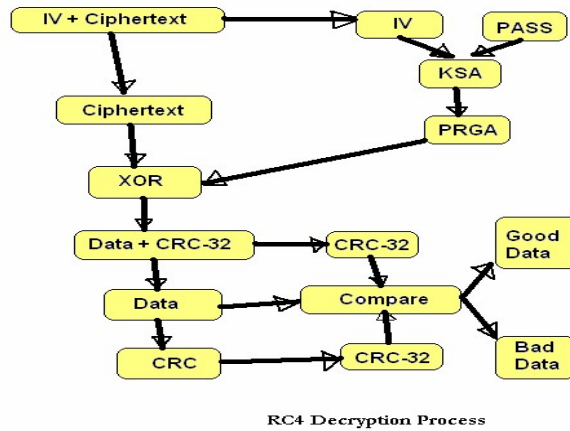 IV + Ciphertext
IV
PASS
KSA
Ciphertext
PRGA
XOR
Data + CRC-32
CRC-32
Good
Data
Data
Compare
CRC
CRC-32
Bad
Data
RC4 Decryption Process